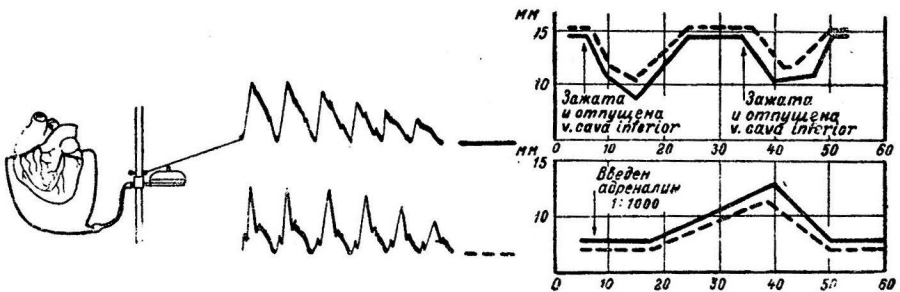 мм
15
10
Зажата
и отпущена
v. cava inferior
Зажата
и отпущена
v. cava inferior
0 10 20 30 40 50 60
мм
15
10
Введен
адреналин
1:1000
0 10 20 30 40 50 60